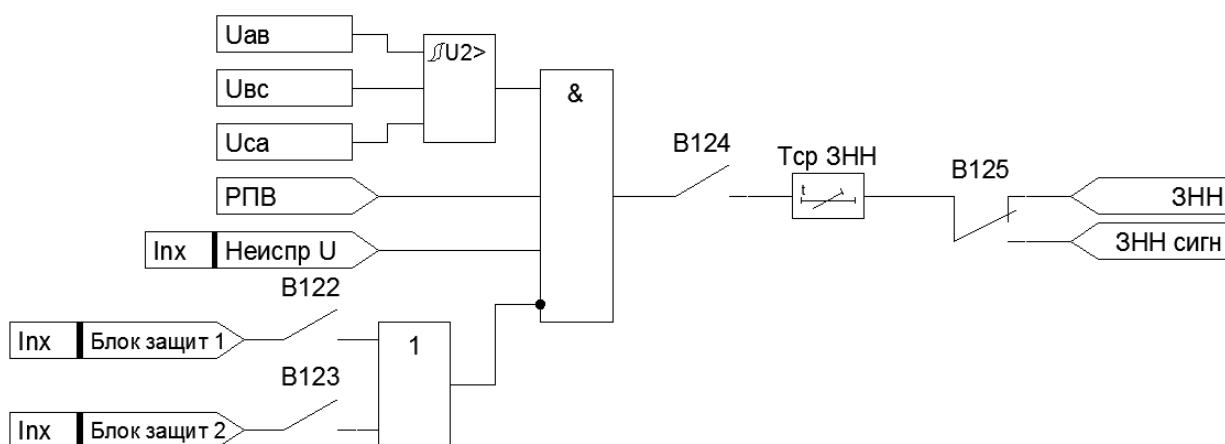 Uав
U2>
Uвс
&
Uса
В124
Тср ЗНН
В125
РПВ
t
ЗНН
Inx Неиспр U
ЗНН сигн
В122
Inx Блок защит 1
1
В123
Inx Блок защит 2